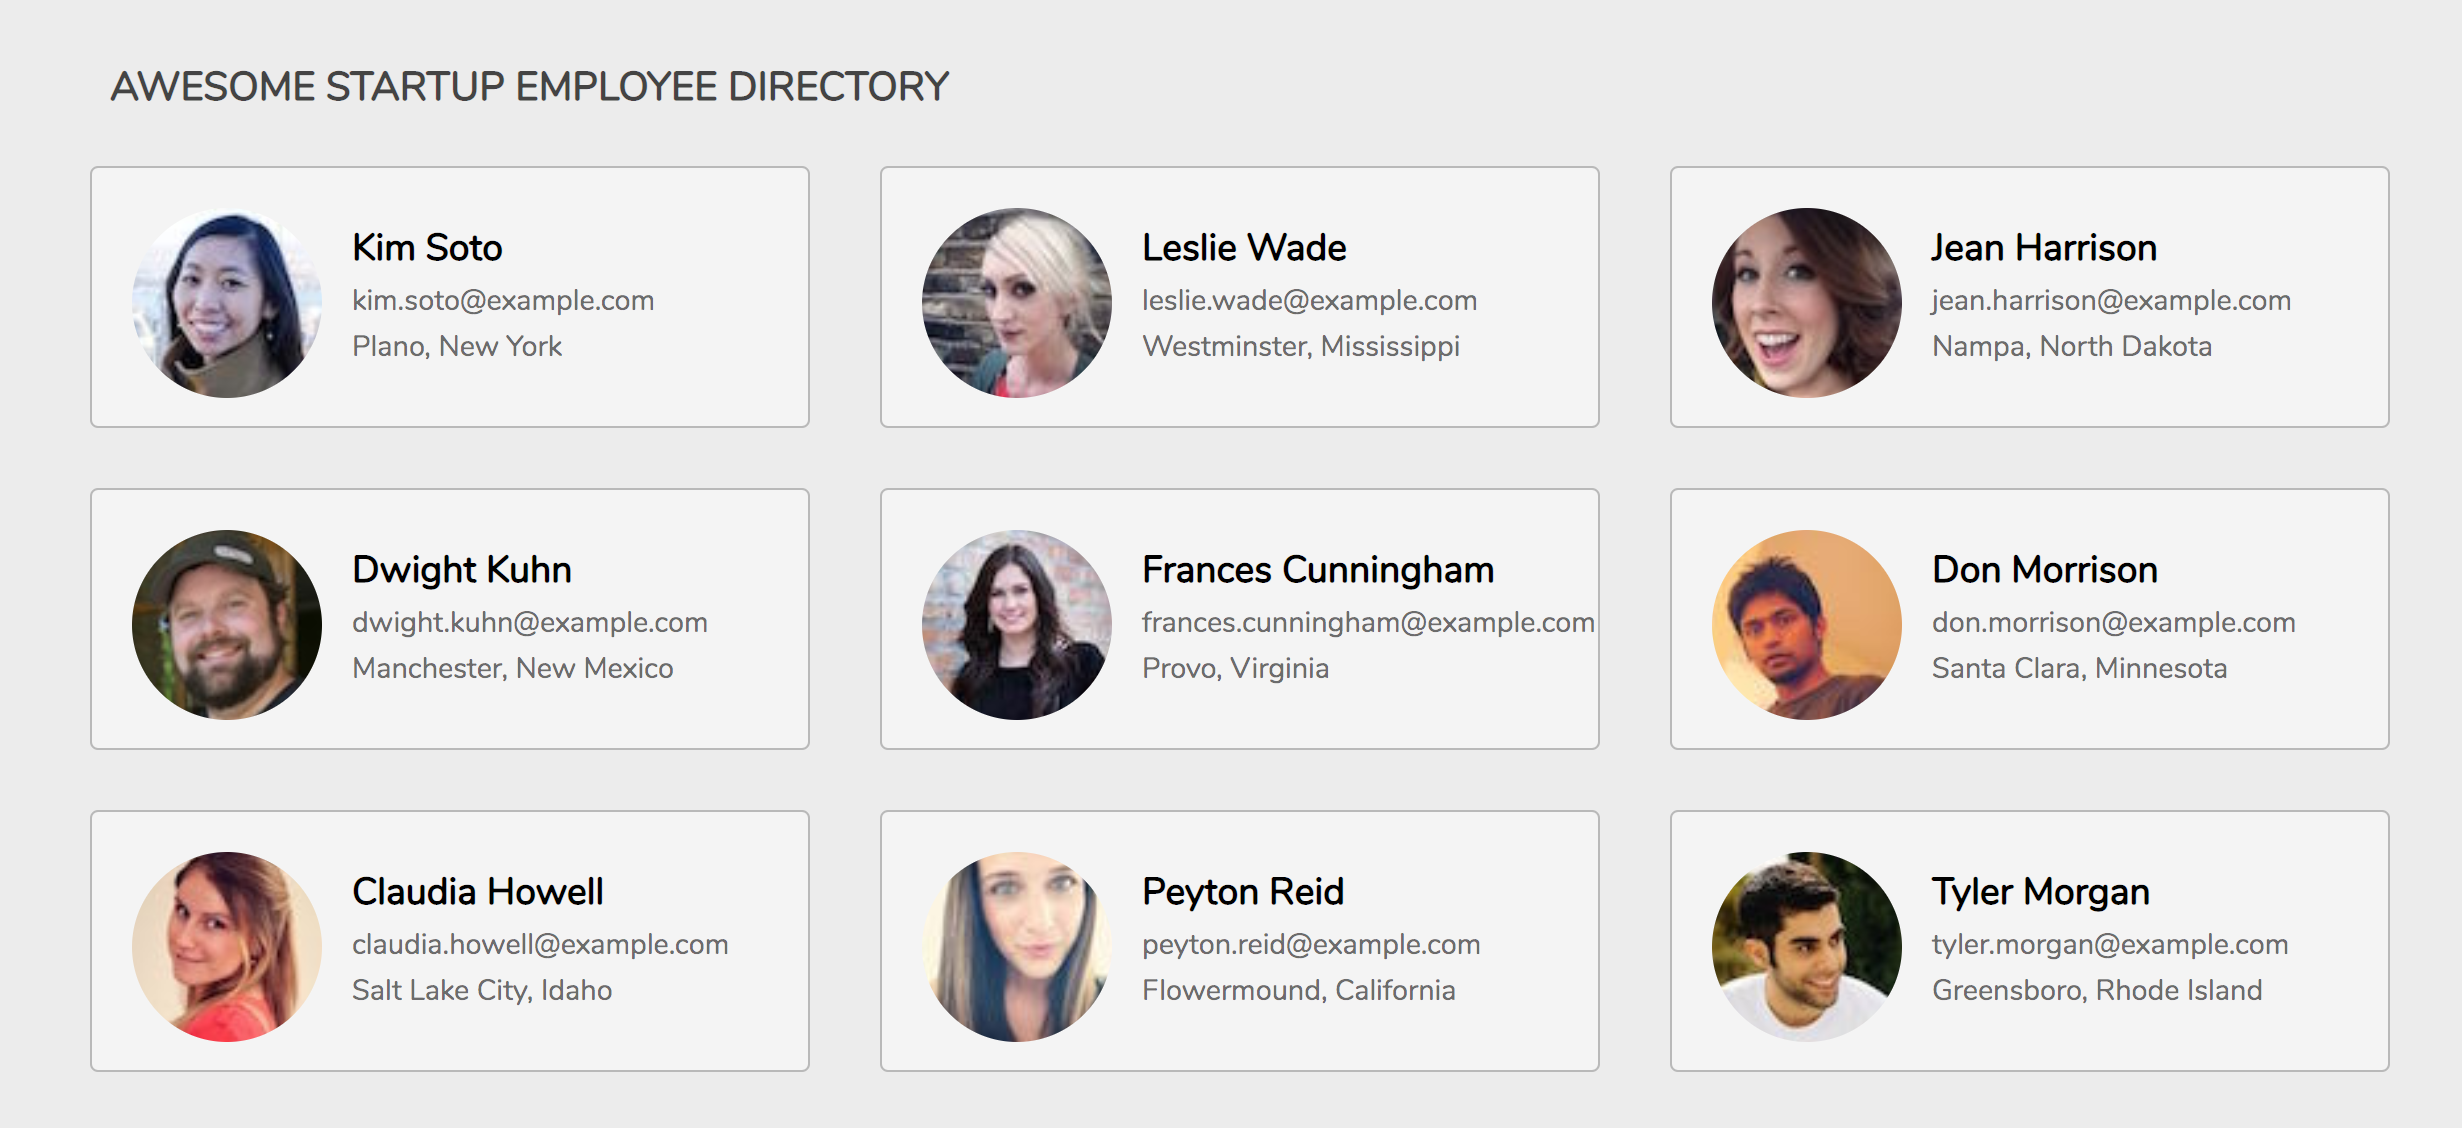 AWESOME STARTUP EMPLOYEE DIRECTORY
Kim Soto
kim.soto@example.com
Plano, New York
Leslie Wade
leslie.wade@example.com
Westminster, Mississippi
Jean Harrison
jean.harrison@example.com
Nampa, North Dakota
Dwight Kuhn
dwight.kuhn@example.com
Manchester, New Mexico
Frances Cunningham
frances.cunningham@example.com
Provo, Virginia
Don Morrison
don.morrison@example.com
Santa Clara, Minnesota
Claudia Howell
claudia.howell@example.com
Salt Lake City, Idaho
Peyton Reid
peyton.reid@example.com
Flowermound, California
Tyler Morgan
tyler.morgan@example.com
Greensboro, Rhode Island